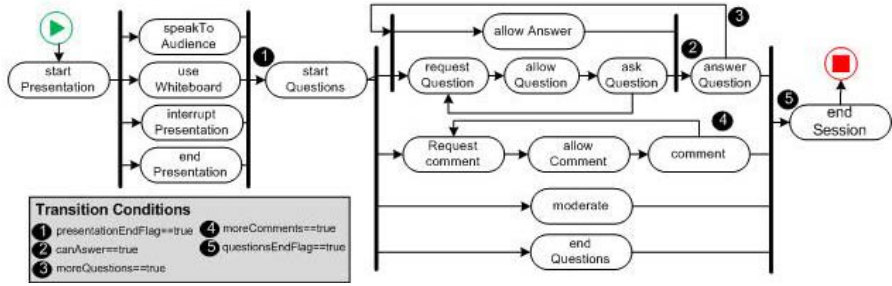 start
Presentation
speakTo
Audience
use
Whiteboard
interrupt
Presentation
end
Presentation
1
start
Questions
allow Answer
request
Question
allow
Question
ask
Question
2
answer
Question
3
Request
comment
allow
Comment
comment
4
moderate
end
Questions
5
end
Session
Transition Conditions
1 presentationEndFlag==true
4 moreComments==true
2 canAswer==true
5 questionsEndFlag==true
3 moreQuestions==true